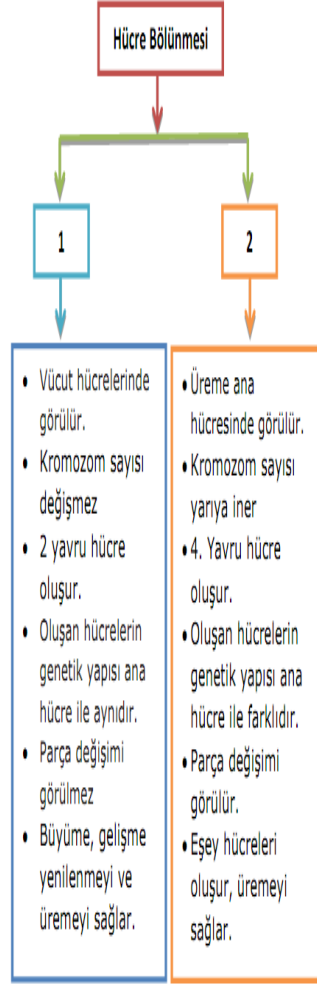 Hücre Bölünmesi
1
2
• Vücut hücrelerinde
görülür.
• Kromozom sayısı
değişmez
• 2 yavru hücre
oluşur.
• Oluşan hücrelerin
genetik yapısı ana
hücre ile aynıdır.
• Parça değişimi
görülmez
• Büyüme, gelişme
yenilenmeyi ve
üremeyi sağlar.
• Üreme ana
hücresinde görülür.
• Kromozom sayısı
yarıya iner
• 4. Yavru hücre
oluşur.
• Oluşan hücrelerin
genetik yapısı ana
hücre ile farklıdır.
• Parça değişimi
görülür.
• Eşey hücreleri
oluşur, üremeyi
sağlar.